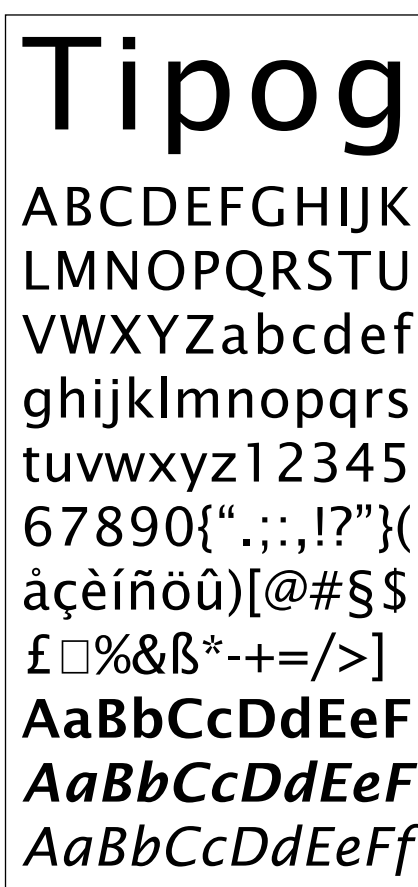 Tipog
ABCDEFGHIJK
LMNOPQRSTU
VWXYZabcdef
ghijklmnopqrs
tuvwxyz12345
67890{“.;:,!?”}(
åçèíñöû)[@#§$
£□%&ß*-+=/>]
AaBbCcDdEeF
AaBbCcDdEeF
AaBbCcDdEeFf